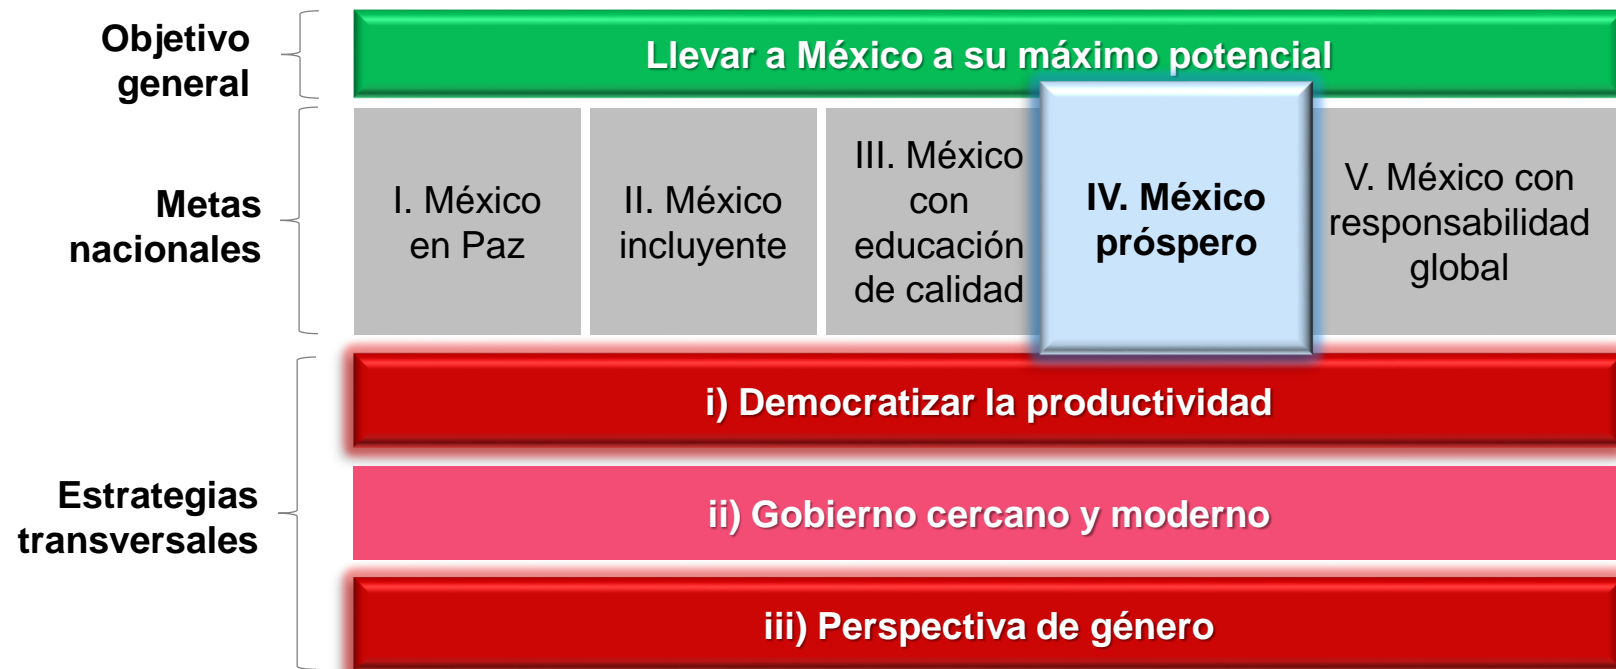 Objetivo
general
Llevar a México a su máximo potencial
Metas
nacionales
I. México
en Paz
II. México
incluyente
III. México
con
educación
de calidad
IV. México
próspero
V. México con
responsabilidad
global
Estrategias
transversales
i) Democratizar la productividad
ii) Gobierno cercano y moderno
iii) Perspectiva de género